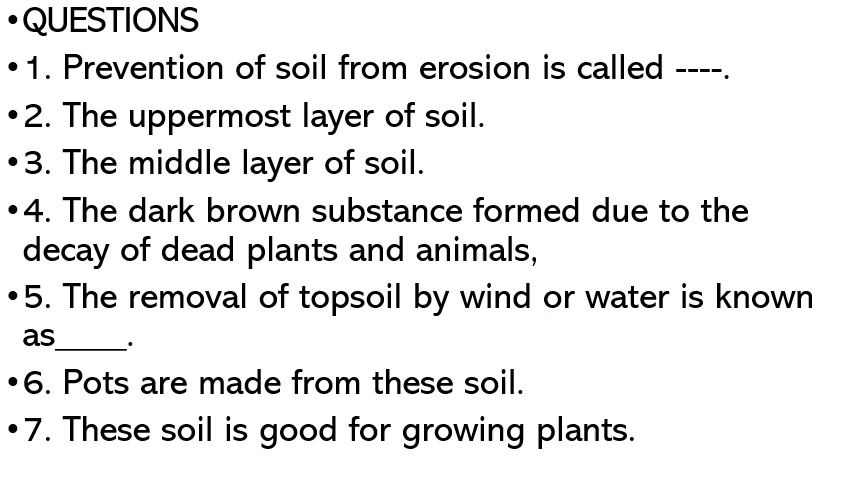 •QUESTIONS
•1. Prevention of soil from erosion is called ----.
•2. The uppermost layer of soil.
•3. The middle layer of soil.
•4. The dark brown substance formed due to the
decay of dead plants and animals,
•5. The removal of topsoil by wind or water is known
as_____.
•6. Pots are made from these soil.
•7. These soil is good for growing plants.